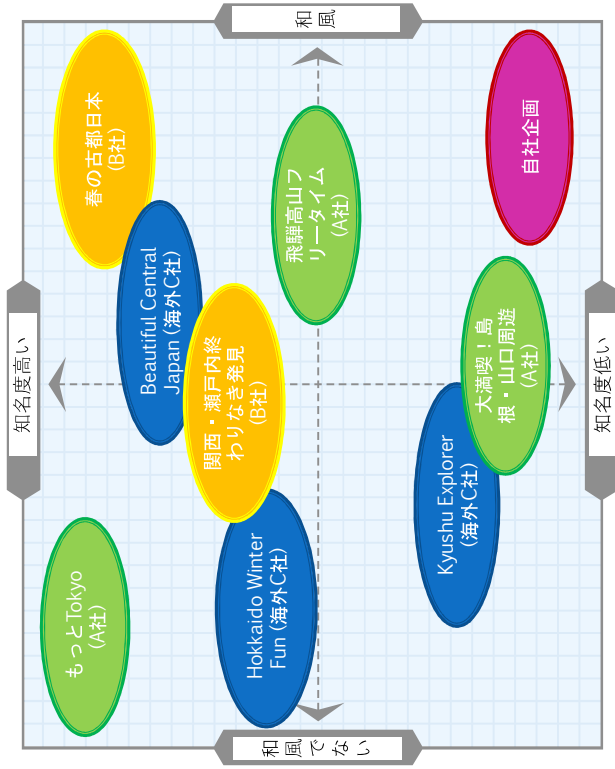 和風
春の古都日本
(B社)
自社企画
飛騨高山フ
リータイム
(A社)
Beautiful Central
Japan (海外C社)
知名度高い
関西・瀬戸内終
わりなき発見
(B社)
大満喫！島
根・山口周遊
(A社)
知名度低い
Kyushu Explorer
(海外C社)
Hokkaido Winter
Fun (海外C社)
もっとTokyo
(A社)
和風でない